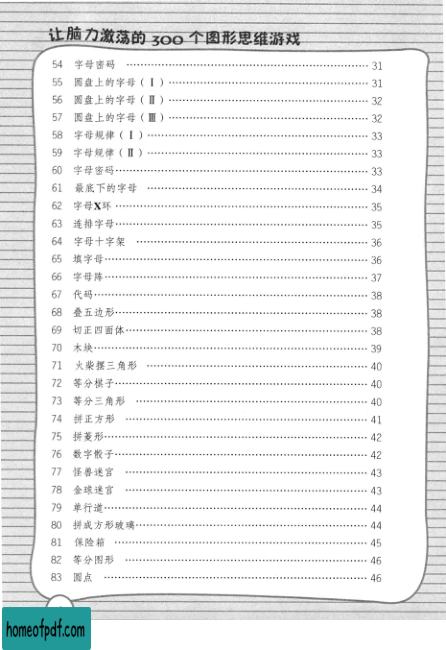 让脑力激荡的300个图形思维游戏
54 字母密码 31
55 圆盘上的字母(Ⅰ) 31
56 圆盘上的字母(Ⅱ) 32
57 圆盘上的字母(Ⅲ) 32
58 字母规律(Ⅰ) 33
59 字母规律(Ⅱ) 33
60 字母密码 33
61 最底下的字母 34
62 字母X环 35
63 连排字母 35
64 字母十字架 36
65 填字母 36
66 字母阵 37
67 代码 38
68 叠五边形 38
69 切正四面体 38
70 木块 39
71 火柴摆三角形 40
72 等分棋子 40
73 等分三角形 40
74 拼正方形 41
75 拼菱形 42
76 数字骰子 42
77 怪兽迷宫 43
78 金球迷宫 43
79 单行道 44
80 拼成方形玻璃 44
81 保险箱 45
82 等分图形 46
83 圆点 46
homeofpdf.com